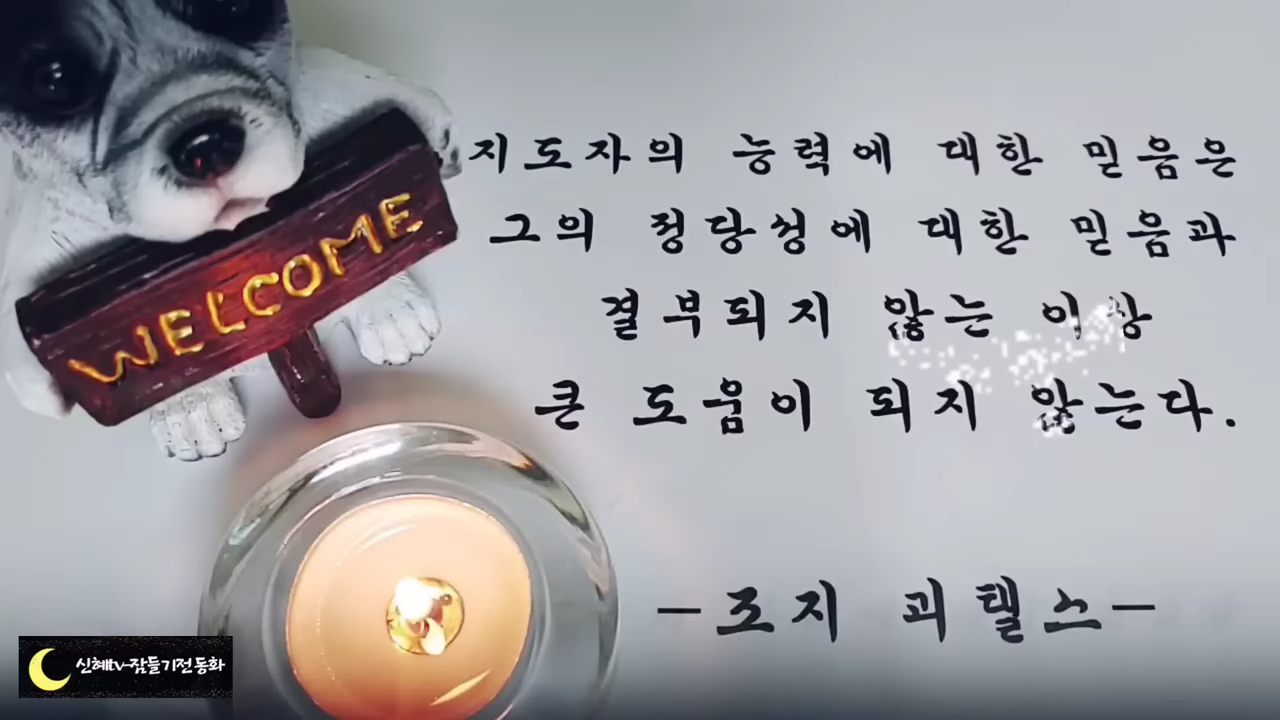 WELCOME
지도자의 능력에 대한 믿음은
그의 정당성에 대한 믿음과
결부되지 않는 이상
큰 도움이 되지 않는다.
-조지 괴텔스-
신혜tv-잠들기전동화